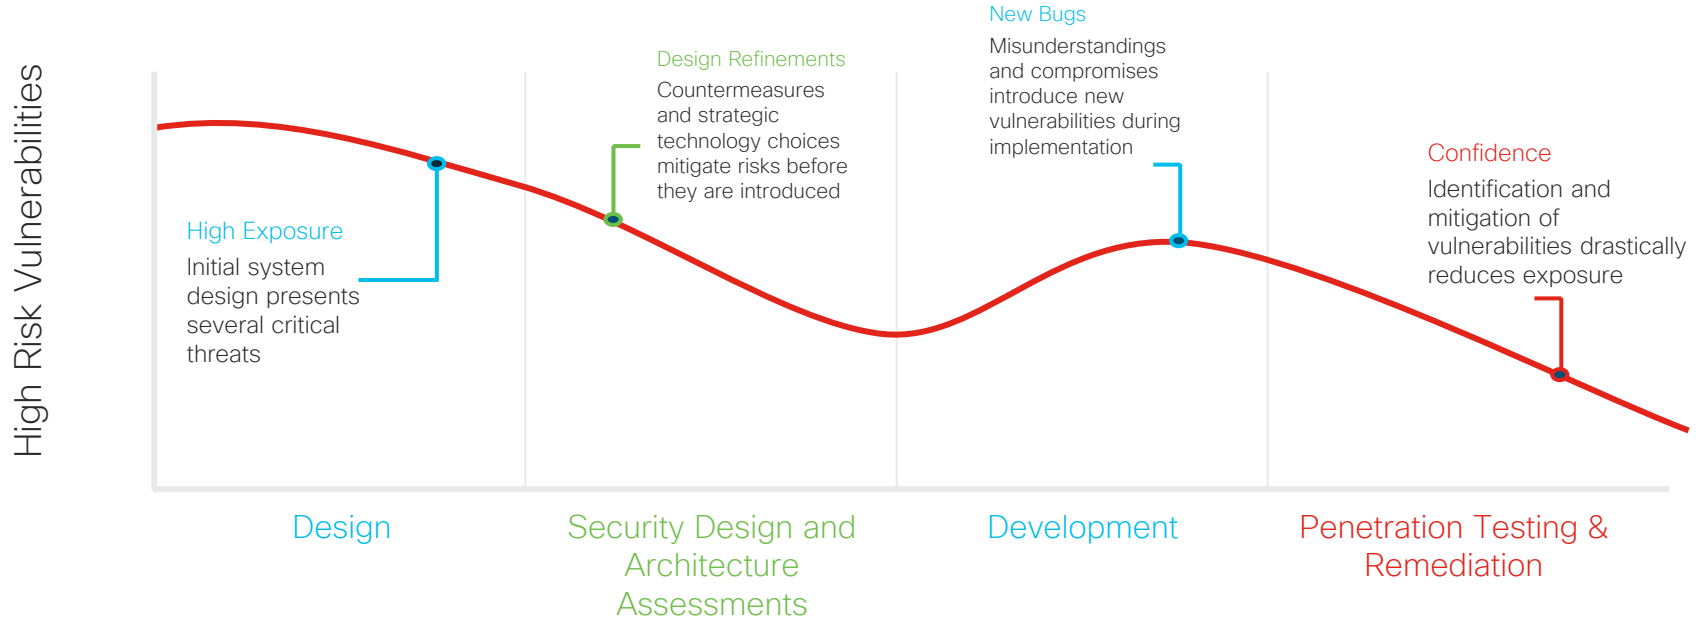 High Risk Vulnerabilities
High Exposure
Initial system
design presents
several critical
threats
Design Refinements
Countermeasures
and strategic
technology choices
mitigate risks before
they are introduced
New Bugs
Misunderstandings
and compromises
introduce new
vulnerabilities during
implementation
Confidence
Identification and
mitigation of
vulnerabilities drastically
reduces exposure
Design
Security Design and
Architecture
Assessments
Development
Penetration Testing &
Remediation